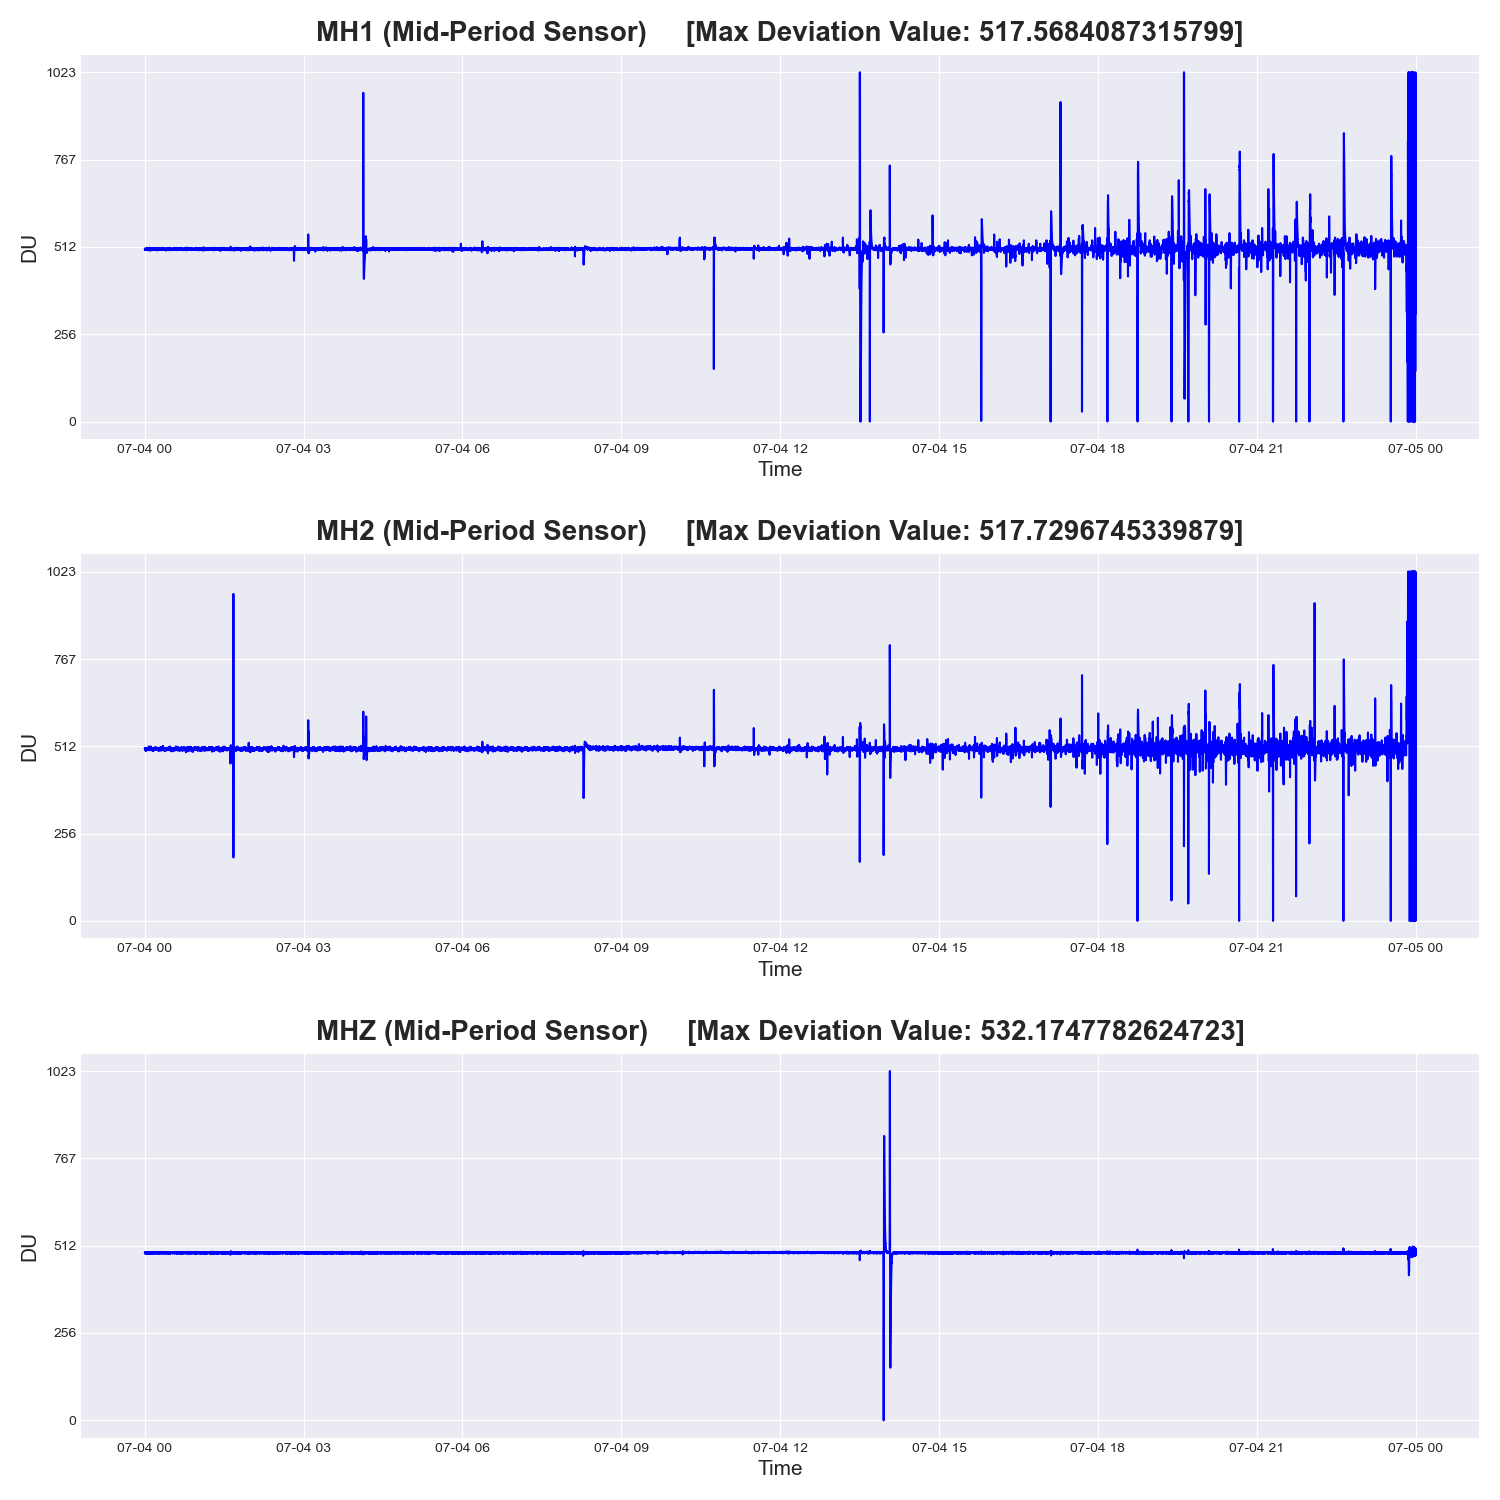 MH1 (Mid-Period Sensor) [Max Deviation Value: 517.5684087315799]
1023
767
DU
512
256
0
07-04 00 07-04 03 07-04 06 07-04 09 07-04 12 07-04 15 07-04 18 07-04 21 07-05 00
Time
MH2 (Mid-Period Sensor) [Max Deviation Value: 517.7296745339879]
1023
767
DU
512
256
0
07-04 00 07-04 03 07-04 06 07-04 09 07-04 12 07-04 15 07-04 18 07-04 21 07-05 00
Time
MHZ (Mid-Period Sensor) [Max Deviation Value: 532.1747782624723]
1023
767
DU
512
256
0
07-04 00 07-04 03 07-04 06 07-04 09 07-04 12 07-04 15 07-04 18 07-04 21 07-05 00
Time